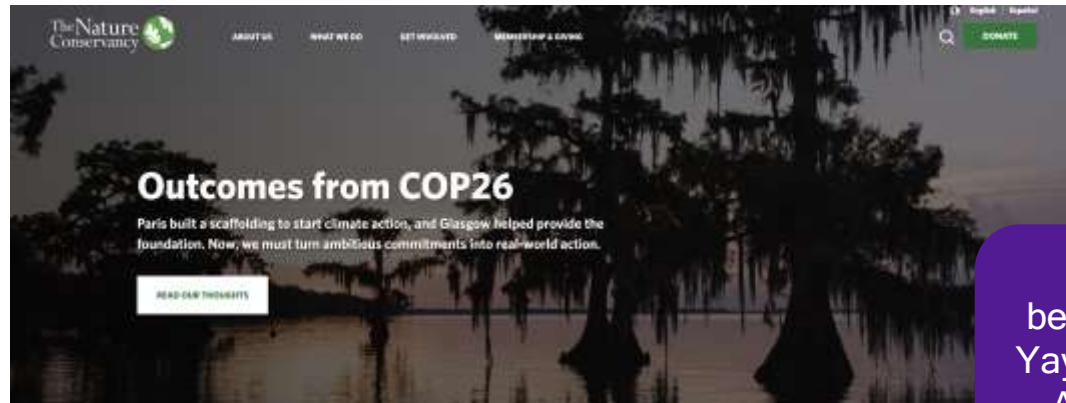 The Nature
Conservancy
ABOUT US WHAT WE DO GET INVOLVED MEMBERSHIP & GIVING
English Español
DONATE
Outcomes from COP26
Paris built a scaffolding to start climate action, and Glasgow helped provide the
foundation. Now, we must turn ambitious commitments into real-world action.
READ OUR THOUGHTS
be
Yay